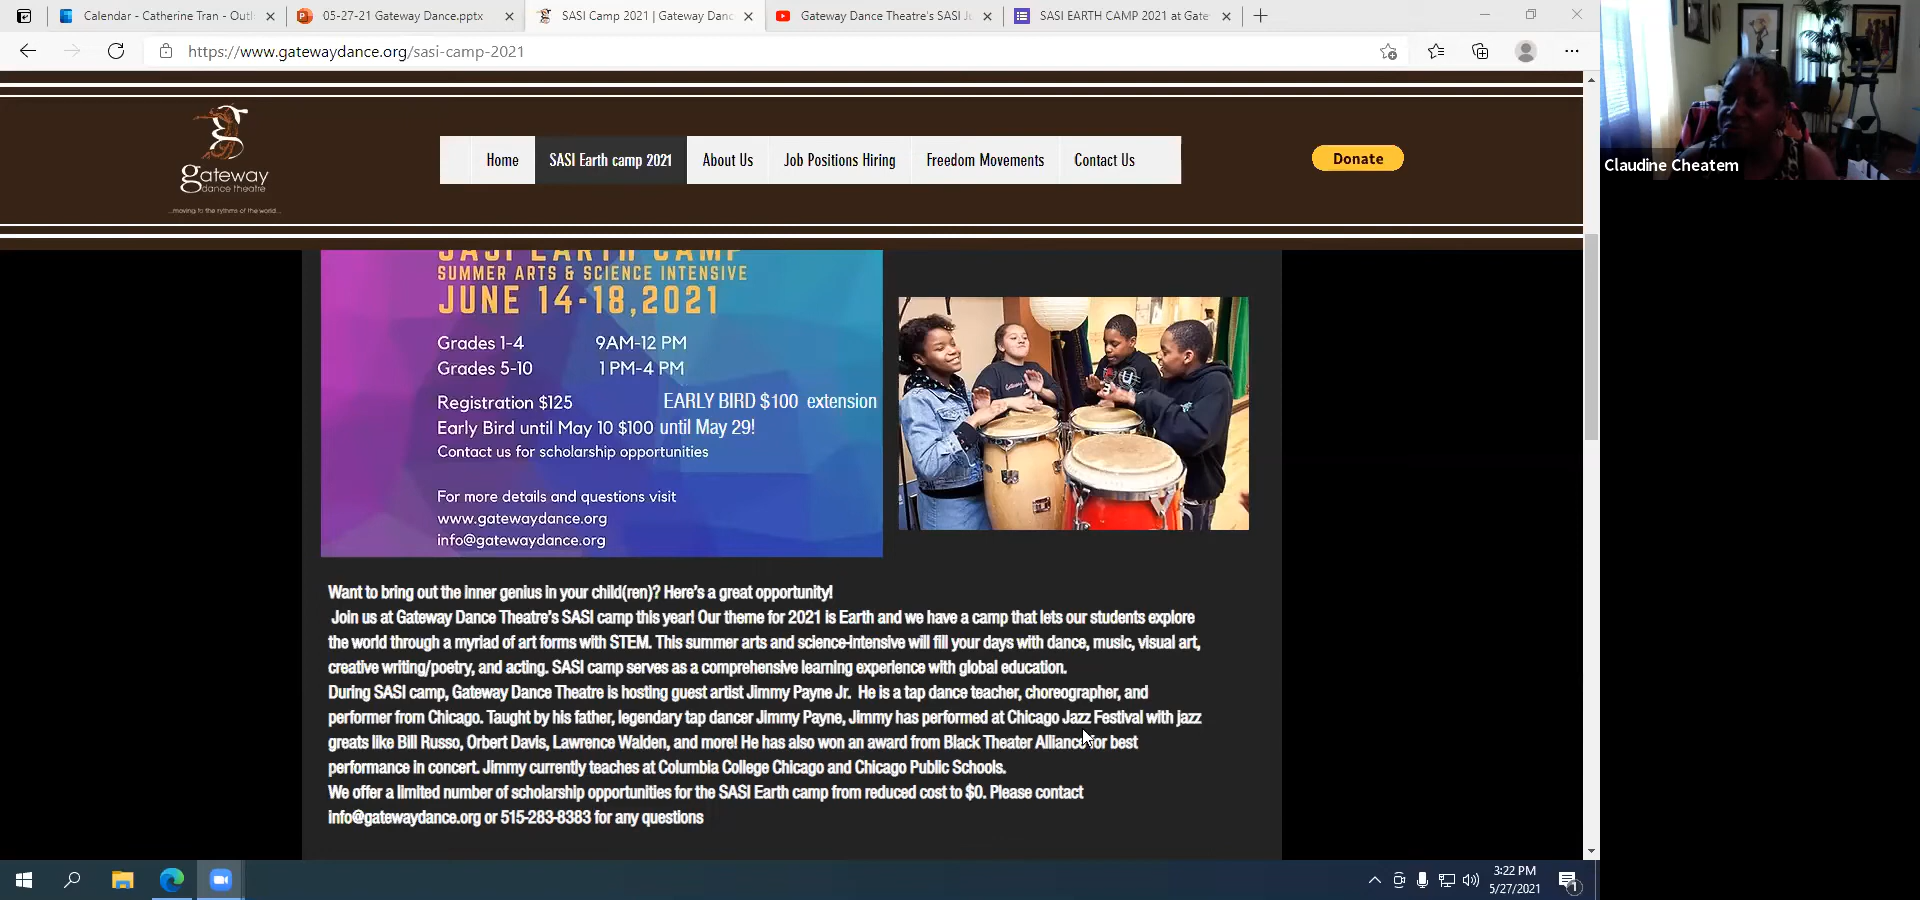 Calendar - Catherine Tran - Outl
05-27-21 Gateway Dance.pptx
SASI Camp 2021 | Gateway Danc
Gateway Dance Theatre's SASI Ju
SASI EARTH CAMP 2021 at Gate
https://www.gatewaydance.org/sasi-camp-2021
gateway
dance theatre
...moving to the rythms of the world...
Home
SASI Earth camp 2021
About Us
Job Positions Hiring
Freedom Movements
Contact Us
Donate
Claudine Cheatem
SASI EARTH CAMP
SUMMER ARTS & SCIENCE INTENSIVE
JUNE 14-18,2021
Grades 1-4 9AM-12 PM
Grades 5-10 1 PM-4 PM
Registration $125 EARLY BIRD $100 extension
Early Bird until May 10 $100 until May 29!
Contact us for scholarship opportunities
For more details and questions visit
www.gatewaydance.org
info@gatewaydance.org
Want to bring out the inner genius in your child(ren)? Here's a great opportunity!
Join us at Gateway Dance Theatre's SASI camp this year! Our theme for 2021 is Earth and we have a camp that lets our students explore
the world through a myriad of art forms with STEM. This summer arts and science-intensive will fill your days with dance, music, visual art,
creative writing/poetry, and acting. SASI camp serves as a comprehensive learning experience with global education.
During SASI camp, Gateway Dance Theatre is hosting guest artist Jimmy Payne Jr. He is a tap dance teacher, choreographer, and
performer from Chicago. Taught by his father, legendary tap dancer Jimmy Payne, Jimmy has performed at Chicago Jazz Festival with jazz
greats like Bill Russo, Orbert Davis, Lawrence Walden, and more! He has also won an award from Black Theater Alliance for best
performance in concert. Jimmy currently teaches at Columbia College Chicago and Chicago Public Schools.
We offer a limited number of scholarship opportunities for the SASI Earth camp from reduced cost to $0. Please contact
info@gatewaydance.org or 515-283-8383 for any questions
3:22 PM
5/27/2021
1